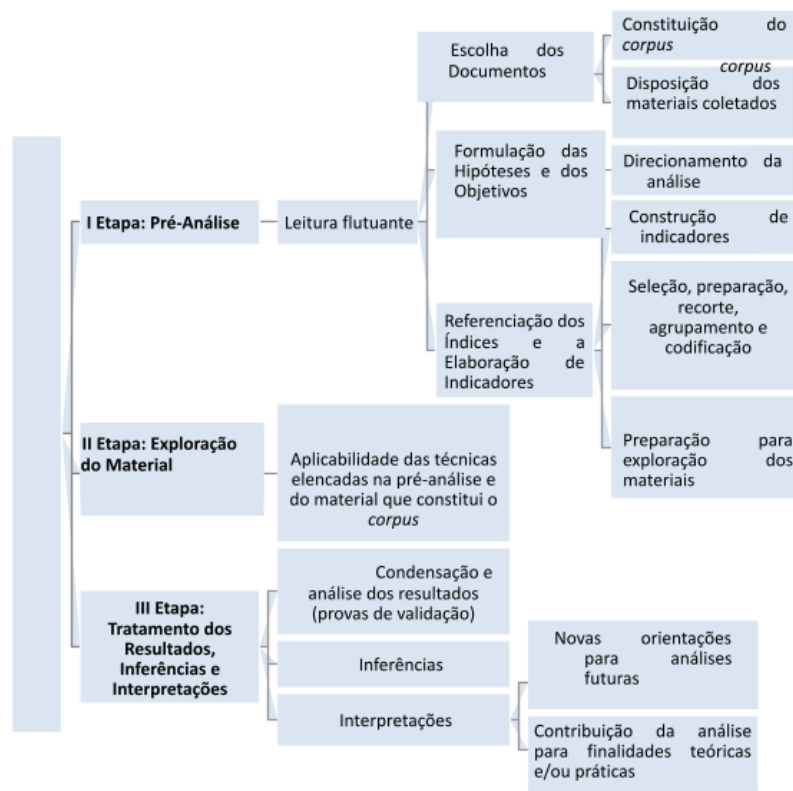 Constituição do
corpus
corpus
Disposição dos
materiais coletados
Escolha dos
Documentos
Formulação das
Hipóteses e dos
Objetivos
Direcionamento da
análise
I Etapa: Pré-Análise
Leitura flutuante
Construção de
indicadores
Referenciação dos
Índices e a
Elaboração de
Indicadores
Seleção, preparação,
recorte,
agrupamento e
codificação
Preparação para
exploração dos
materiais
II Etapa: Exploração
do Material
Aplicabilidade das técnicas
elencadas na pré-análise e
do material que constitui o
corpus
III Etapa:
Tratamento dos
Resultados,
Inferências e
Interpretações
Condensação e
análise dos resultados
(provas de validação)
Inferências
Interpretações
Novas orientações
para análises
futuras
Contribuição da análise
para finalidades teóricas
e/ou práticas